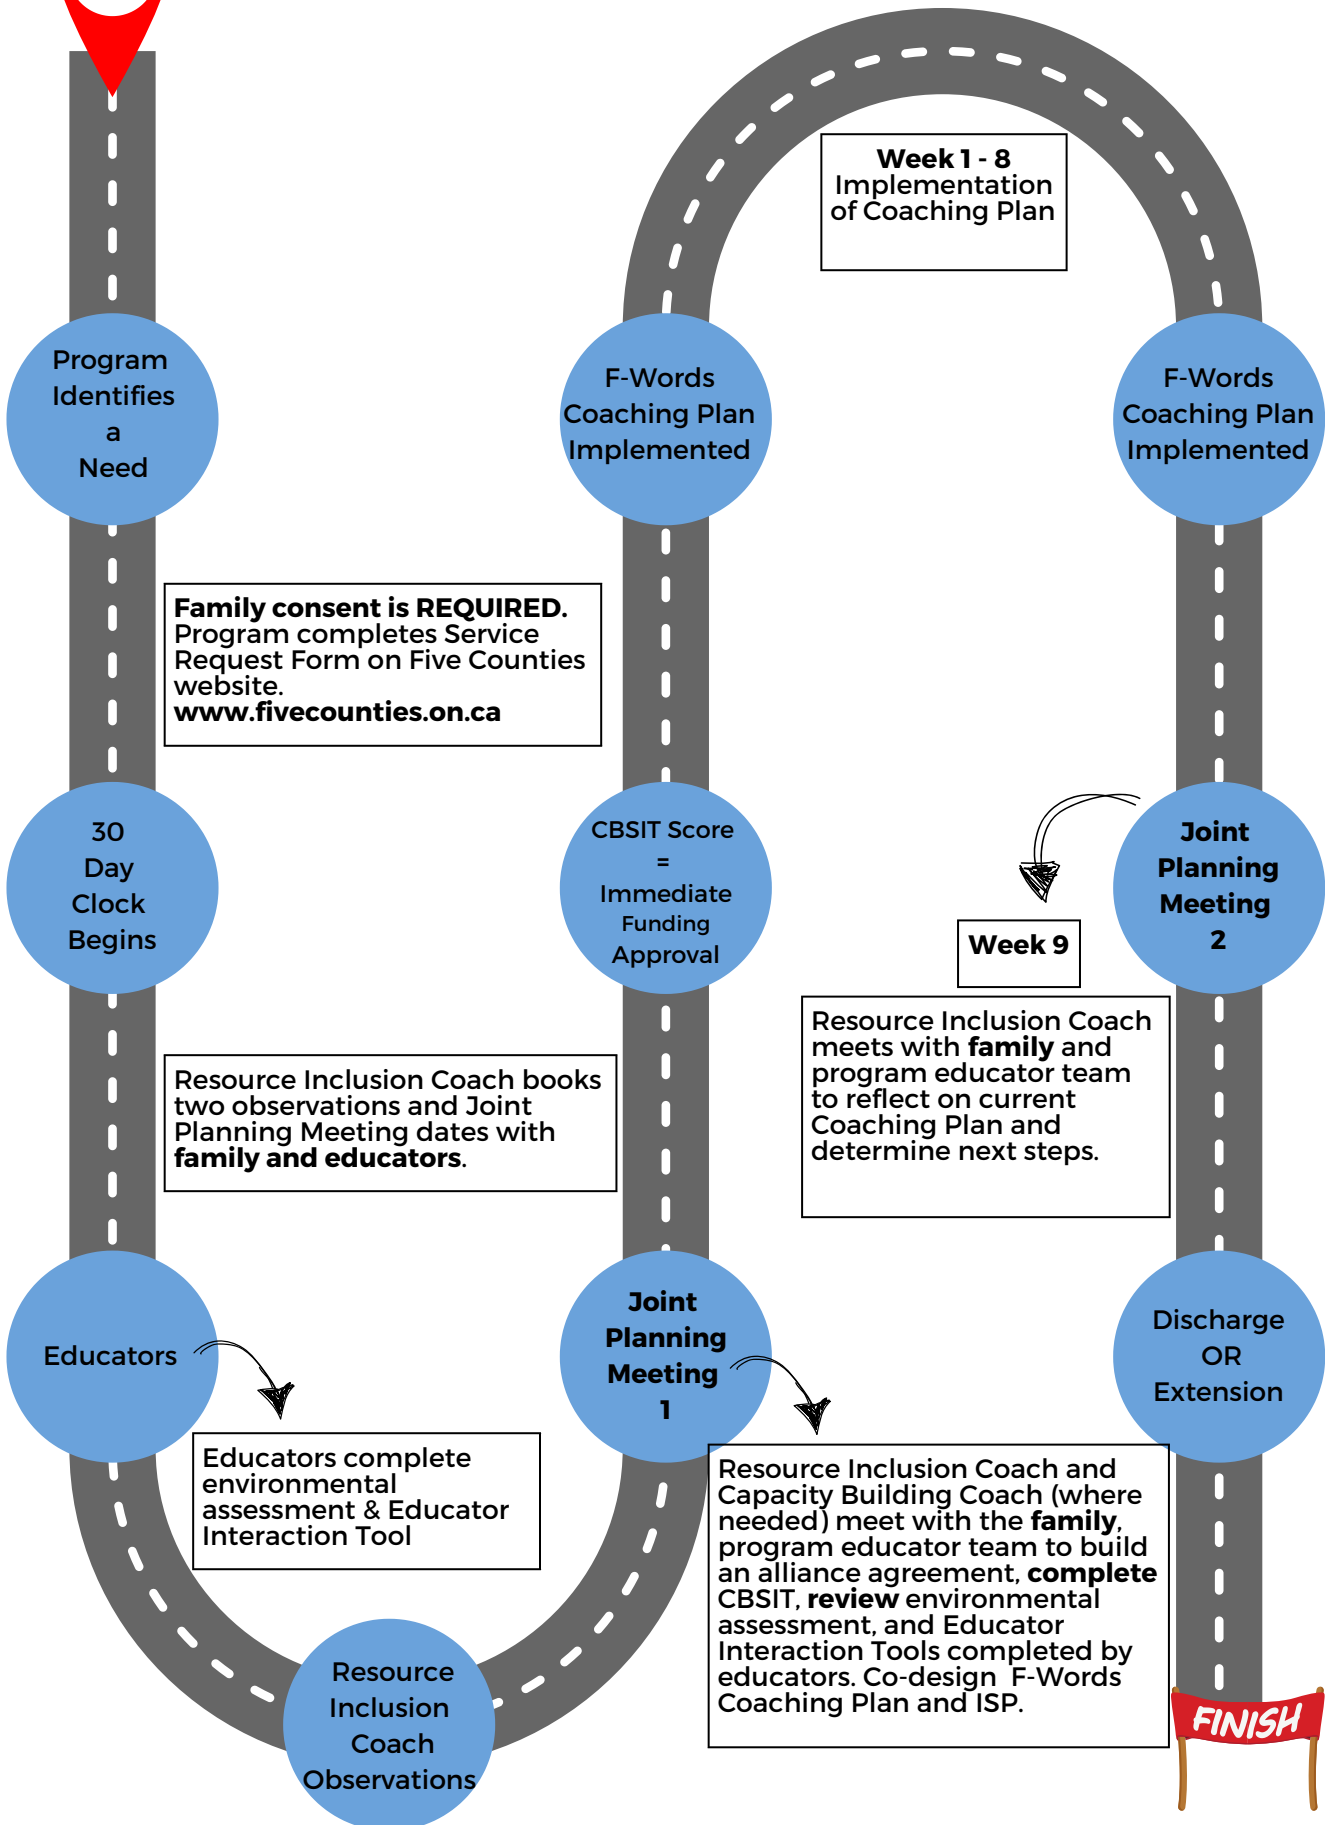 Program
Identifies
a
Need
Family consent is REQUIRED.
Program completes Service
Request Form on Five Counties
website.
www.fivecounties.on.ca
30
Day
Clock
Begins
Resource Inclusion Coach books
two observations and Joint
Planning Meeting dates with
family and educators.
Educators
Educators complete
environmental
assessment & Educator
Interaction Tool
Resource
Inclusion
Coach
Observations
Joint
Planning
Meeting
1
Resource Inclusion Coach and
Capacity Building Coach (where
needed) meet with the family,
program educator team to build
an alliance agreement, complete
CBSIT, review environmental
assessment, and Educator
Interaction Tools completed by
educators. Co-design F-Words
Coaching Plan and ISP.
CBSIT Score
=
Immediate
Funding
Approval
F-Words
Coaching Plan
Implemented
Week 1 - 8
Implementation
of Coaching Plan
F-Words
Coaching Plan
Implemented
Joint
Planning
Meeting
2
Week 9
Resource Inclusion Coach
meets with family and
program educator team
to reflect on current
Coaching Plan and
determine next steps.
Discharge
OR
Extension
FINISH